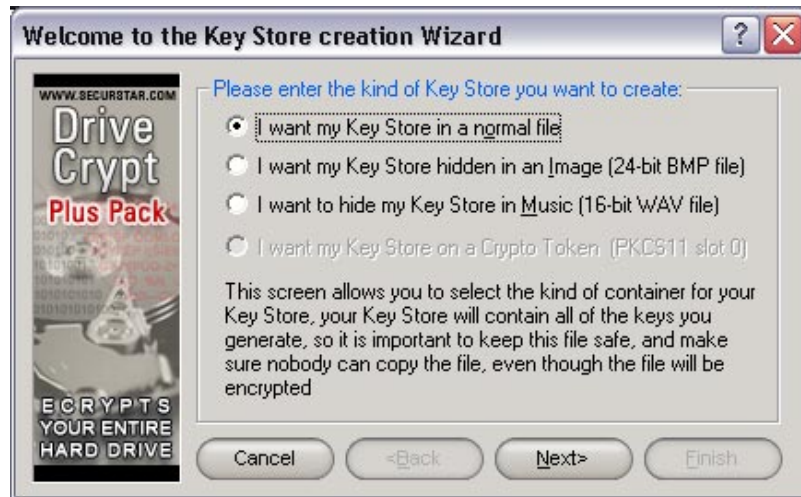 Welcome to the Key Store creation Wizard
WWW.SECURSTAR.COM
Drive
Crypt
Plus Pack
ECRYPTS
YOUR ENTIRE
HARD DRIVE
Please enter the kind of Key Store you want to create:
I want my Key Store in a normal file
I want my Key Store hidden in an Image (24-bit BMP file)
I want to hide my Key Store in Music (16-bit WAV file)
I want my Key Store on a Crypto Token (PKCS11 slot 0)
This screen allows you to select the kind of container for your
Key Store, your Key Store will contain all of the keys you
generate, so it is important to keep this file safe, and make
sure nobody can copy the file, even though the file will be
encrypted
Cancel
<Back
Next>
Finish